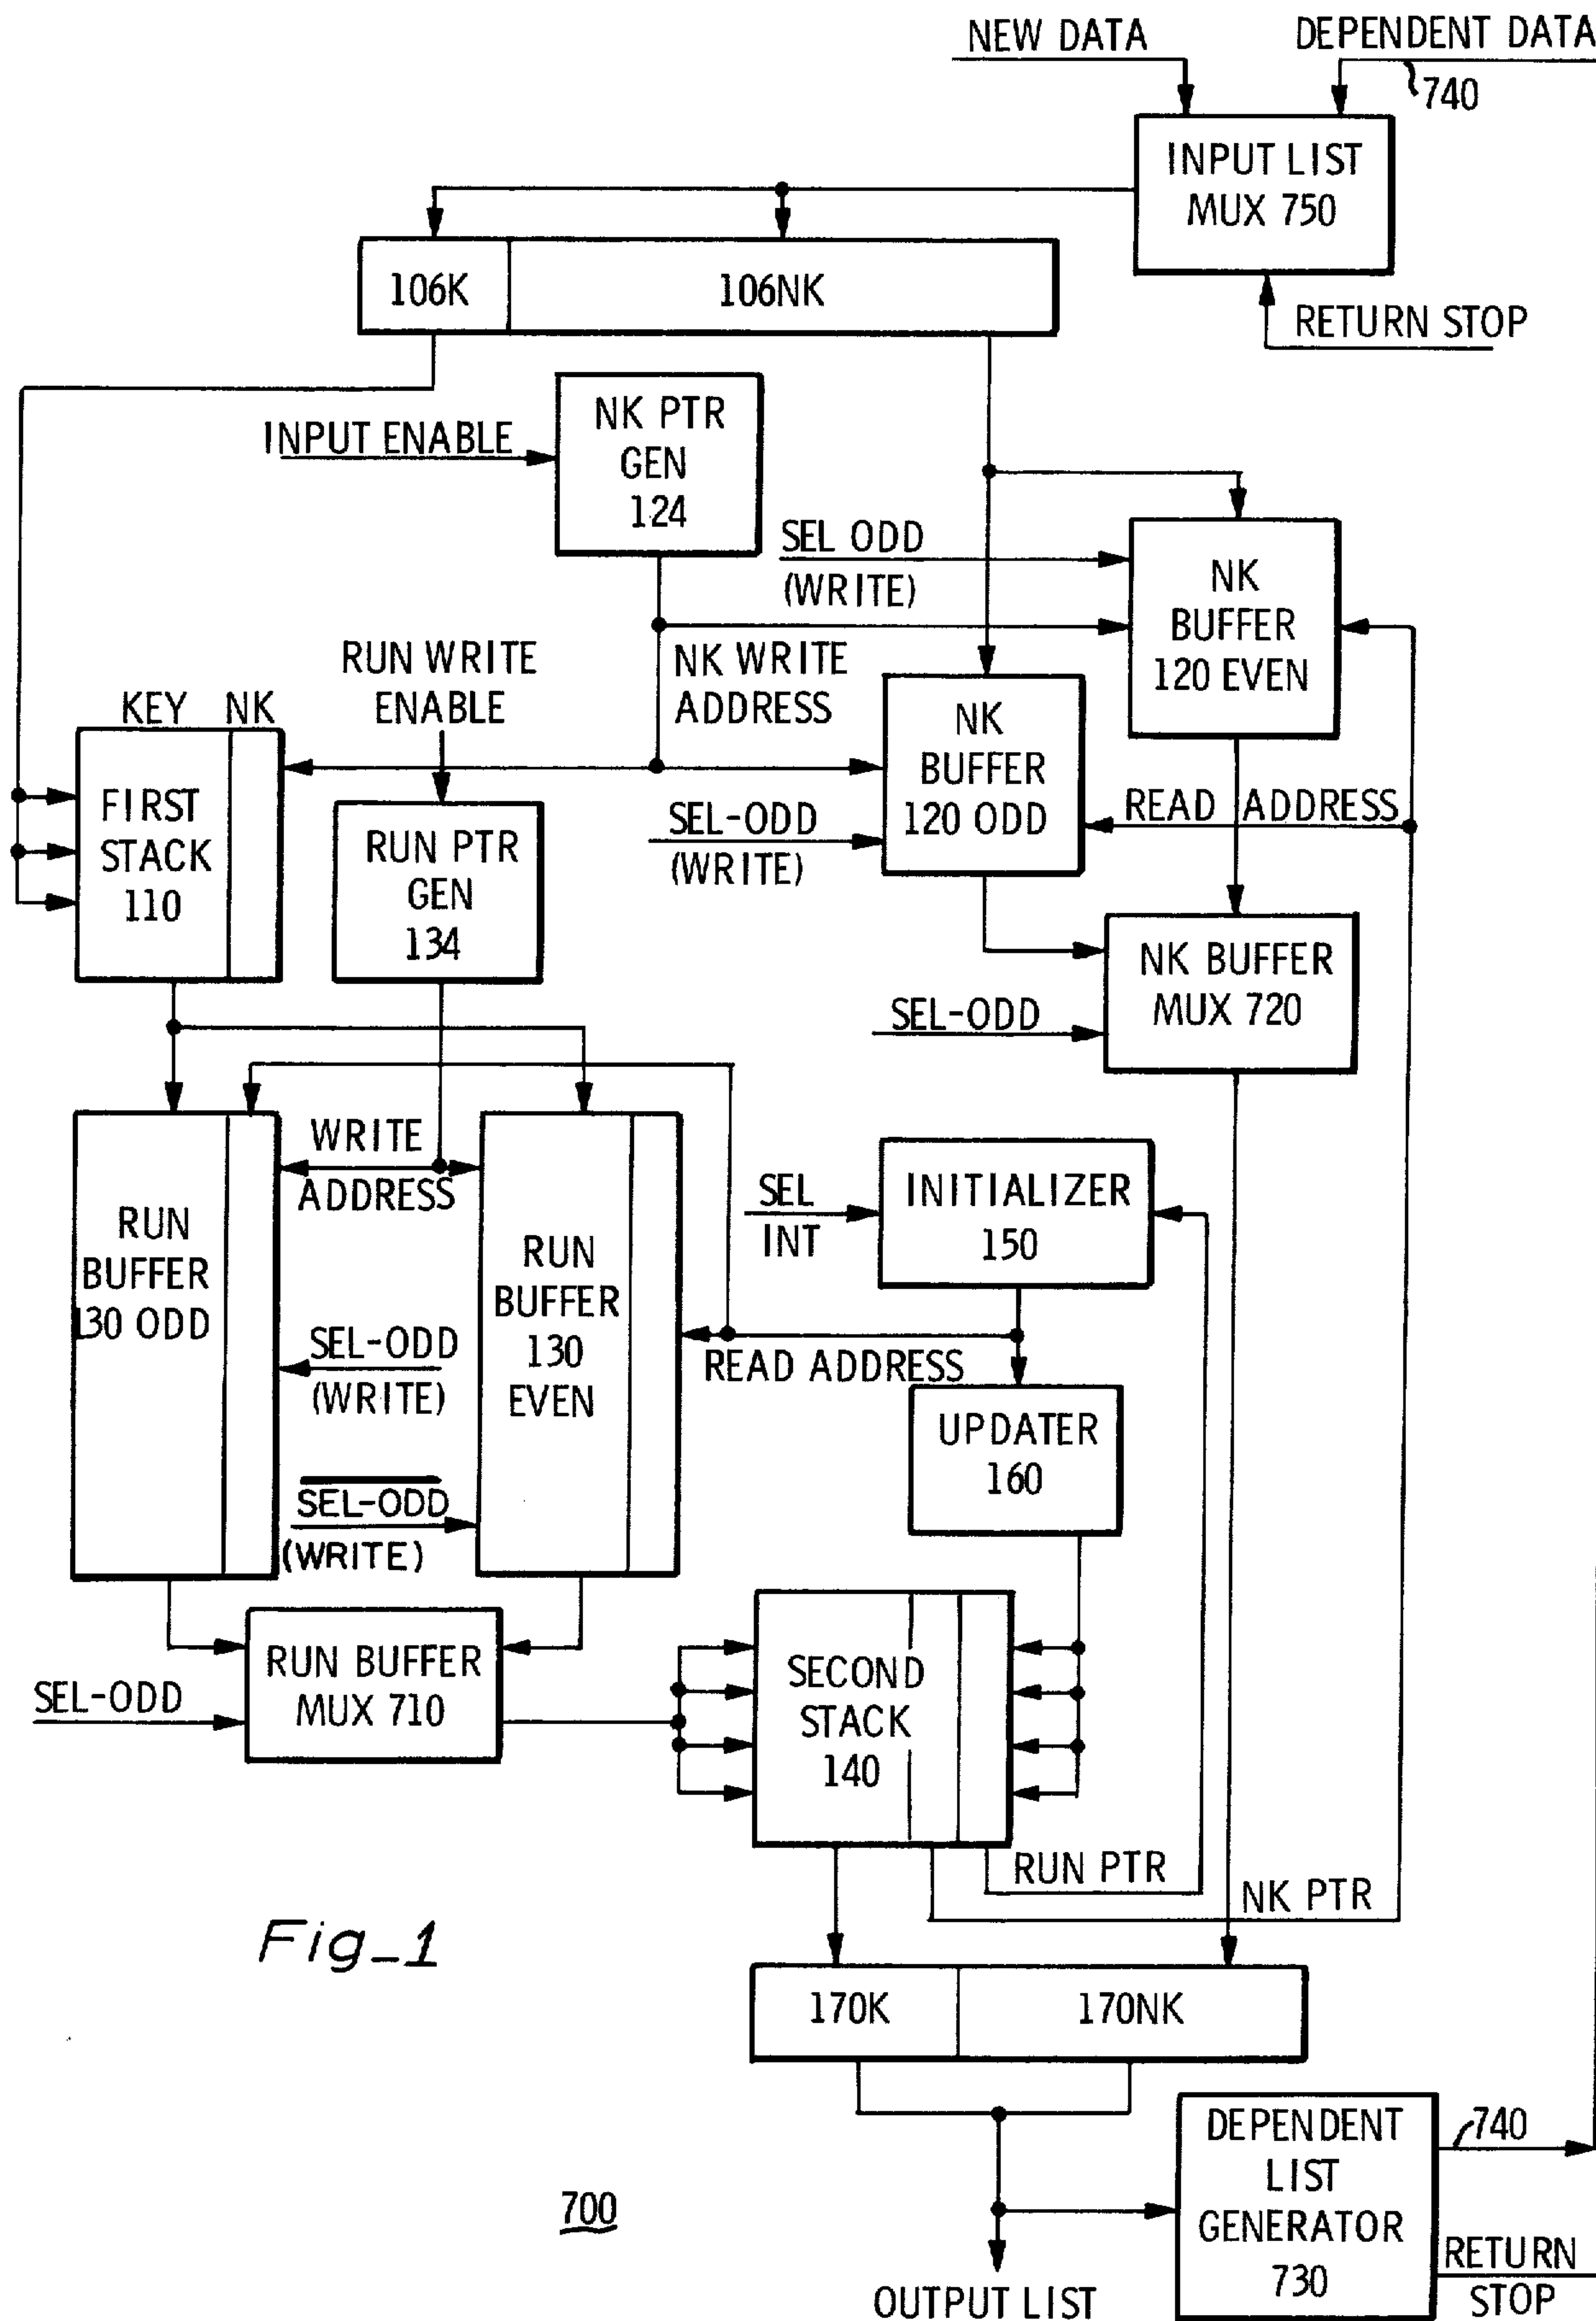 NEW DATA
DEPENDENT DATA
740
INPUT LIST
MUX 750
106K
106NK
RETURN STOP
INPUT ENABLE
NK PTR
GEN
124
SEL ODD
(WRITE)
NK
BUFFER
120 EVEN
RUN WRITE
ENABLE
NK WRITE
ADDRESS
KEY NK
FIRST
STACK
110
NK
BUFFER
120 ODD
READ ADDRESS
SEL-ODD
(WRITE)
RUN PTR
GEN
134
NK BUFFER
MUX 720
SEL-ODD
WRITE
ADDRESS
RUN
BUFFER
130 ODD
RUN
BUFFER
130
EVEN
SEL
INT
INITIALIZER
150
SEL-ODD
(WRITE)
READ ADDRESS
UPDATER
160
SEL-ODD
(WRITE)
RUN BUFFER
MUX 710
SEL-ODD
SECOND
STACK
140
RUN PTR
NK PTR
Fig_1
170K
170NK
DEPENDENT
LIST
GENERATOR
730
740
RETURN
STOP
700
OUTPUT LIST